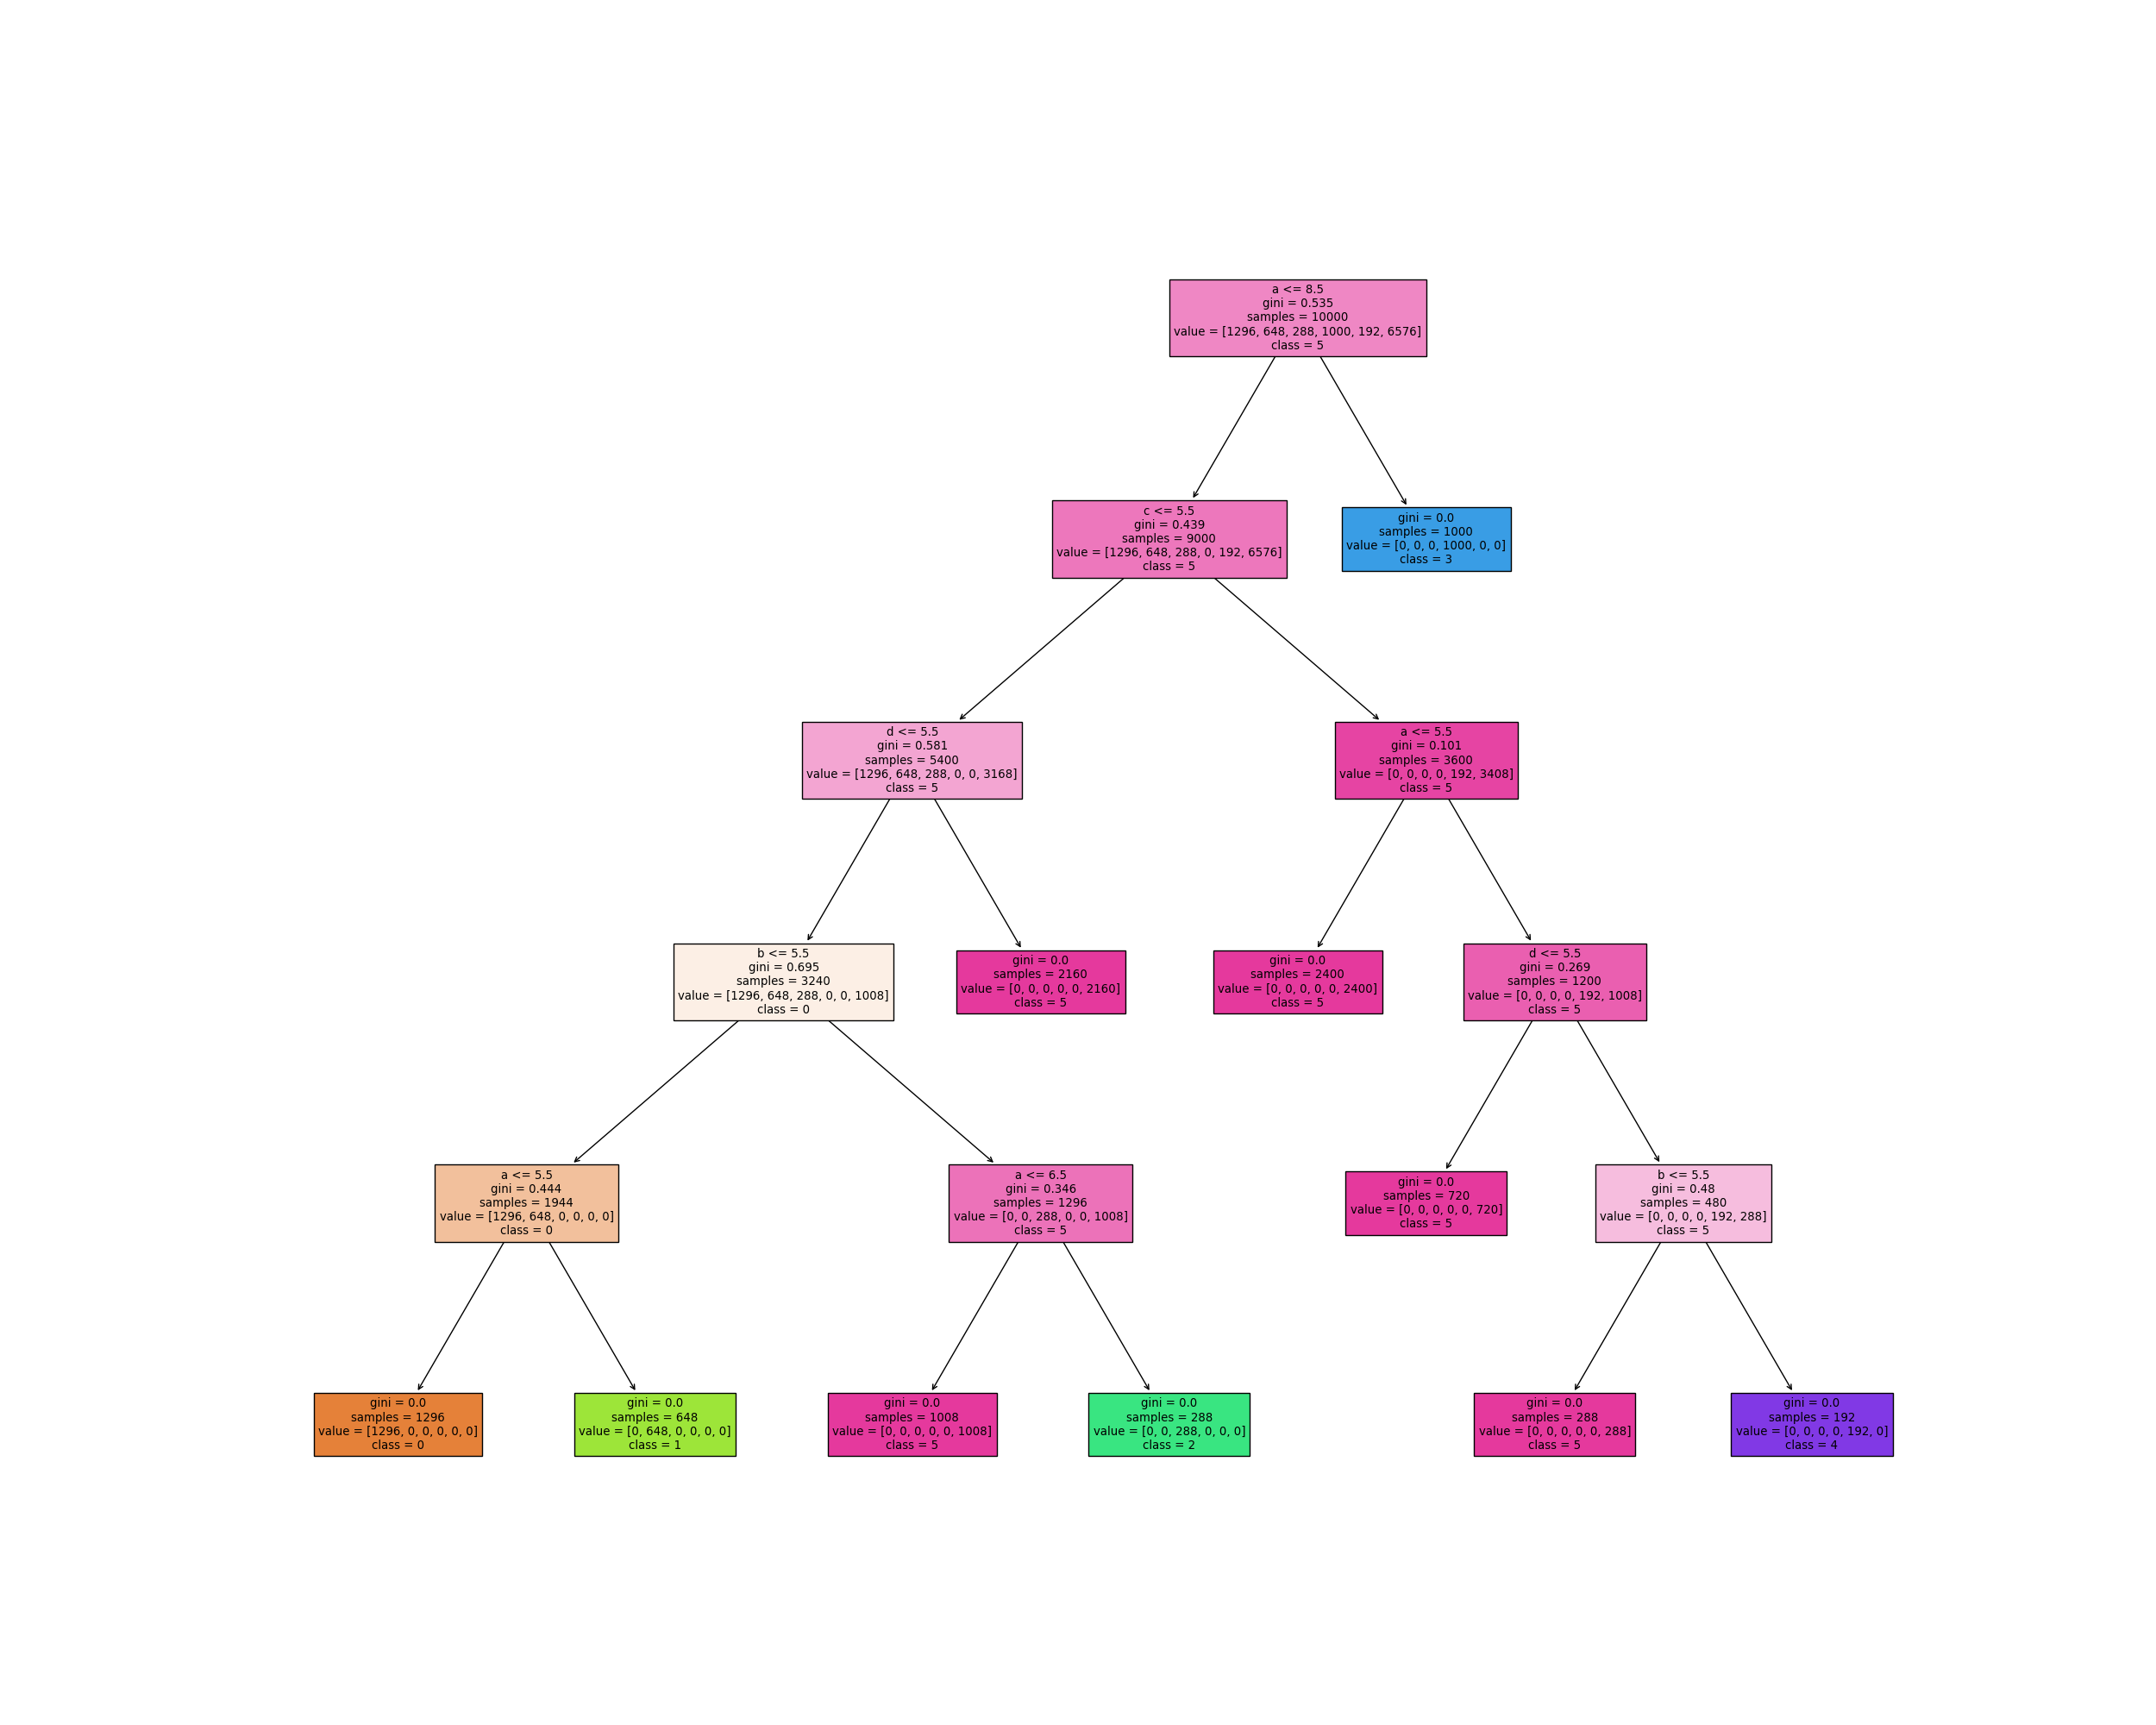 a <= 8.5
gini = 0.535
samples = 10000
value = [1296, 648, 288, 1000, 192, 6576]
class = 5
c <= 5.5
gini = 0.439
samples = 9000
value = [1296, 648, 288, 0, 192, 6576]
class = 5
gini = 0.0
samples = 1000
value = [0, 0, 0, 1000, 0, 0]
class = 3
d <= 5.5
gini = 0.581
samples = 5400
value = [1296, 648, 288, 0, 0, 3168]
class = 5
a <= 5.5
gini = 0.101
samples = 3600
value = [0, 0, 0, 0, 192, 3408]
class = 5
b <= 5.5
gini = 0.695
samples = 3240
value = [1296, 648, 288, 0, 0, 1008]
class = 0
gini = 0.0
samples = 2160
value = [0, 0, 0, 0, 0, 2160]
class = 5
gini = 0.0
samples = 2400
value = [0, 0, 0, 0, 0, 2400]
class = 5
d <= 5.5
gini = 0.269
samples = 1200
value = [0, 0, 0, 0, 192, 1008]
class = 5
a <= 5.5
gini = 0.444
samples = 1944
value = [1296, 648, 0, 0, 0, 0]
class = 0
a <= 6.5
gini = 0.346
samples = 1296
value = [0, 0, 288, 0, 0, 1008]
class = 5
gini = 0.0
samples = 720
value = [0, 0, 0, 0, 0, 720]
class = 5
b <= 5.5
gini = 0.48
samples = 480
value = [0, 0, 0, 0, 192, 288]
class = 5
gini = 0.0
samples = 1296
value = [1296, 0, 0, 0, 0, 0]
class = 0
gini = 0.0
samples = 648
value = [0, 648, 0, 0, 0, 0]
class = 1
gini = 0.0
samples = 1008
value = [0, 0, 0, 0, 0, 1008]
class = 5
gini = 0.0
samples = 288
value = [0, 0, 288, 0, 0, 0]
class = 2
gini = 0.0
samples = 288
value = [0, 0, 0, 0, 0, 288]
class = 5
gini = 0.0
samples = 192
value = [0, 0, 0, 0, 192, 0]
class = 4